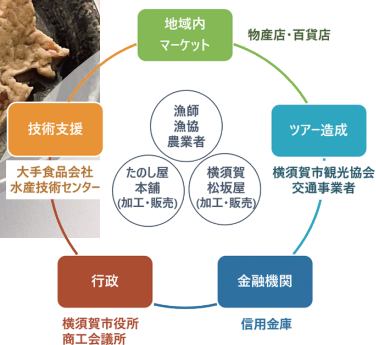 地域内
マーケット
物産店・百貨店
技術支援
大手食品会社
水産技術センター
漁師
漁協
農業者
ツアー造成
横須賀市観光協会
交通事業者
たのし屋
本舗
(加工・販売)
横須賀
松坂屋
(加工・販売)
行政
横須賀市役所
商工会議所
金融機関
信用金庫